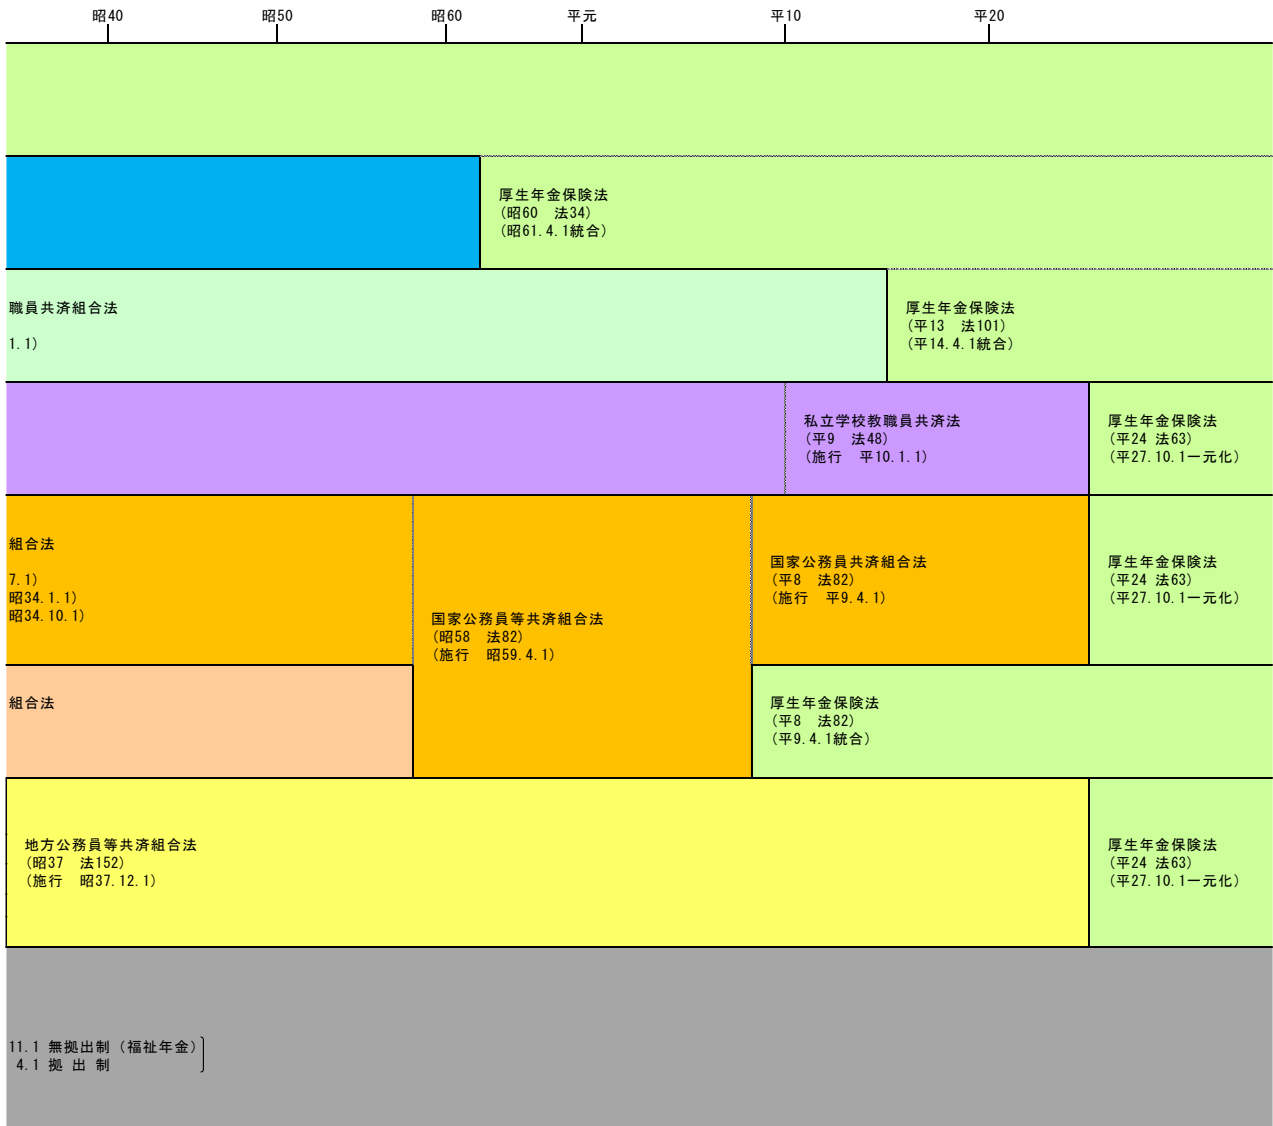 昭40 昭50 昭60 平元 平10 平20
厚生年金保険法
(昭60 法34)
(昭61.4.1統合)
職員共済組合法
1.1)
厚生年金保険法
(平13 法101)
(平14.4.1統合)
私立学校教職員共済法
(平9 法48)
(施行 平10.1.1)
厚生年金保険法
(平24 法63)
(平27.10.1一元化)
組合法
7.1)
昭34.1.1)
昭34.10.1)
国家公務員等共済組合法
(昭58 法82)
(施行 昭59.4.1)
国家公務員共済組合法
(平8 法82)
(施行 平9.4.1)
厚生年金保険法
(平24 法63)
(平27.10.1一元化)
組合法
厚生年金保険法
(平8 法82)
(平9.4.1統合)
地方公務員等共済組合法
(昭37 法152)
(施行 昭37.12.1)
厚生年金保険法
(平24 法63)
(平27.10.1一元化)
11.1 無拠出制(福祉年金)
4.1 拠 出 制